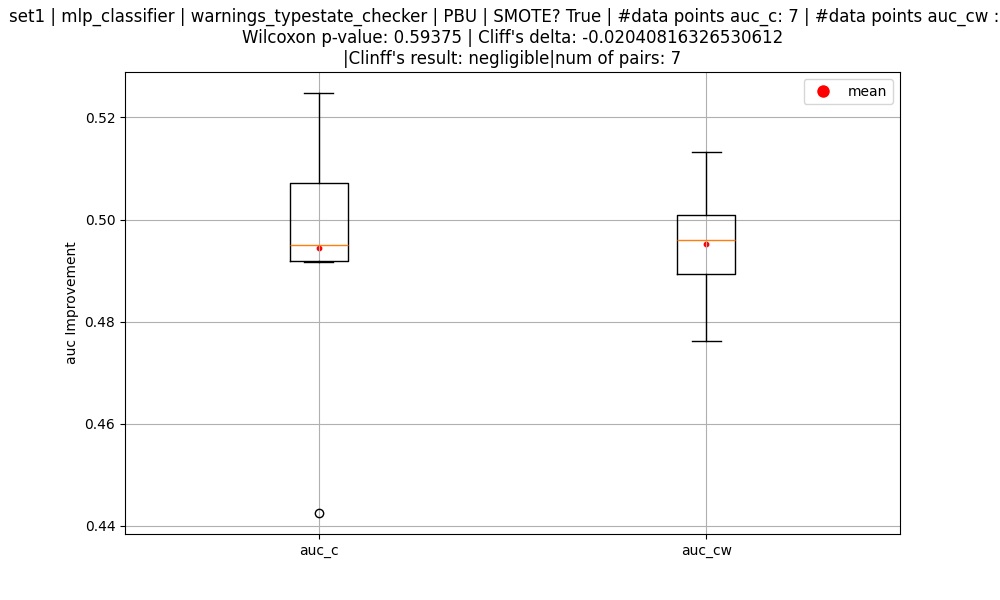 set1 | mlp_classifier | warnings_typestate_checker | PBU | SMOTE? True | #data points auc_c: 7 | #data points auc_cw :
Wilcoxon p-value: 0.59375 | Cliff's delta: -0.02040816326530612
|Clinff's result: negligible|num of pairs: 7
mean
0.52
0.50
0.48
0.46
0.44
auc Improvement
auc_c
auc_cw